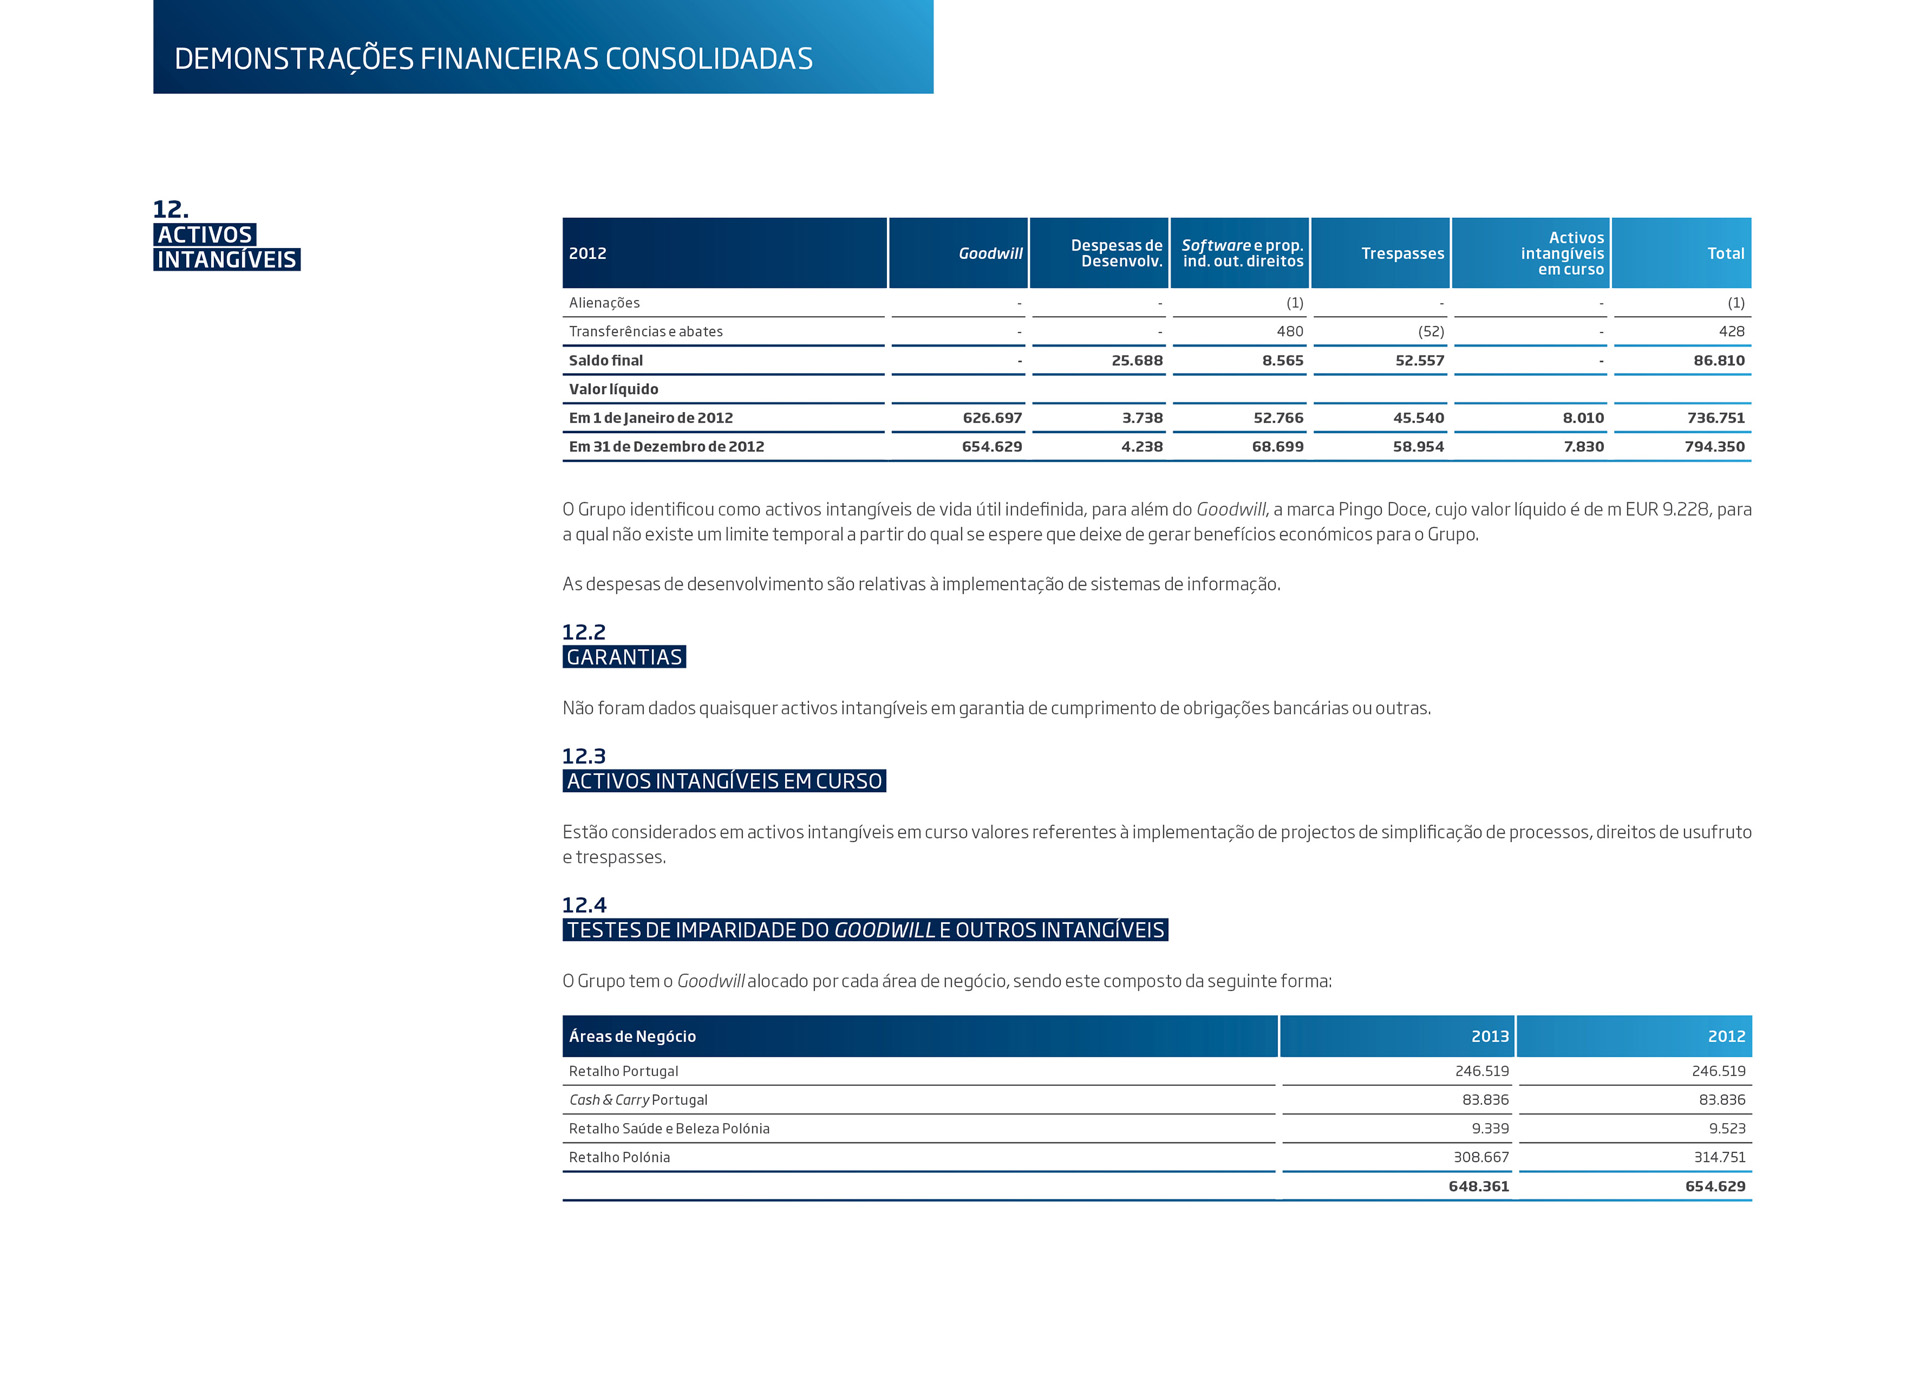 DEMONSTRAÇÕES FINANCEIRAS CONSOLIDADAS
12.
ACTIVOS
INTANGÍVEIS
2012 Goodwill Despesas de Desenvolv. Software e prop. ind. out. direitos Trespasses Activos intangíveis em curso Total
Alienações - - (1) - - (1)
Transferências e abates - - 480 (52) - 428
Saldo final - 25.688 8.565 52.557 - 86.810
Valor líquido
Em 1 de Janeiro de 2012 626.697 3.738 52.766 45.540 8.010 736.751
Em 31 de Dezembro de 2012 654.629 4.238 68.699 58.954 7.830 794.350
O Grupo identificou como activos intangíveis de vida útil indefinida, para além do Goodwill, a marca Pingo Doce, cujo valor líquido é de m EUR 9.228, para
a qual não existe um limite temporal a partir do qual se espere que deixe de gerar benefícios económicos para o Grupo.
As despesas de desenvolvimento são relativas à implementação de sistemas de informação.
12.2
GARANTIAS
Não foram dados quaisquer activos intangíveis em garantia de cumprimento de obrigações bancárias ou outras.
12.3
ACTIVOS INTANGÍVEIS EM CURSO
Estão considerados em activos intangíveis em curso valores referentes à implementação de projectos de simplificação de processos, direitos de usufruto
e trespasses.
12.4
TESTES DE IMPARIDADE DO GOODWILL E OUTROS INTANGÍVEIS
O Grupo tem o Goodwill alocado por cada área de negócio, sendo este composto da seguinte forma:
Áreas de Negócio 2013 2012
Retalho Portugal 246.519 246.519
Cash & Carry Portugal 83.836 83.836
Retalho Saúde e Beleza Polónia 9.339 9.523
Retalho Polónia 308.667 314.751
648.361 654.629